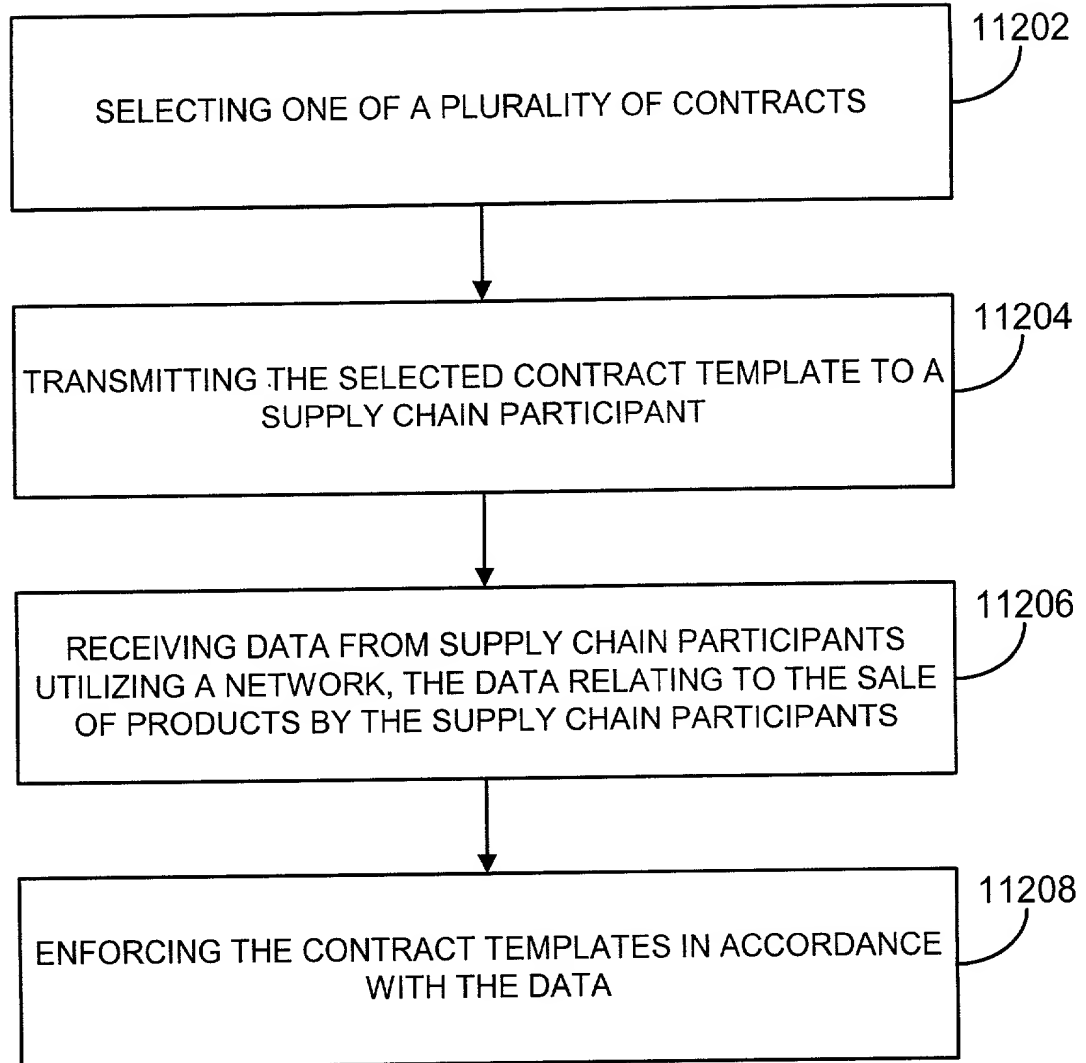 11202
SELECTING ONE OF A PLURALITY OF CONTRACTS
11204
TRANSMITTING THE SELECTED CONTRACT TEMPLATE TO A
SUPPLY CHAIN PARTICIPANT
11206
RECEIVING DATA FROM SUPPLY CHAIN PARTICIPANTS
UTILIZING A NETWORK, THE DATA RELATING TO THE SALE
OF PRODUCTS BY THE SUPPLY CHAIN PARTICIPANTS
11208
ENFORCING THE CONTRACT TEMPLATES IN ACCORDANCE
WITH THE DATA